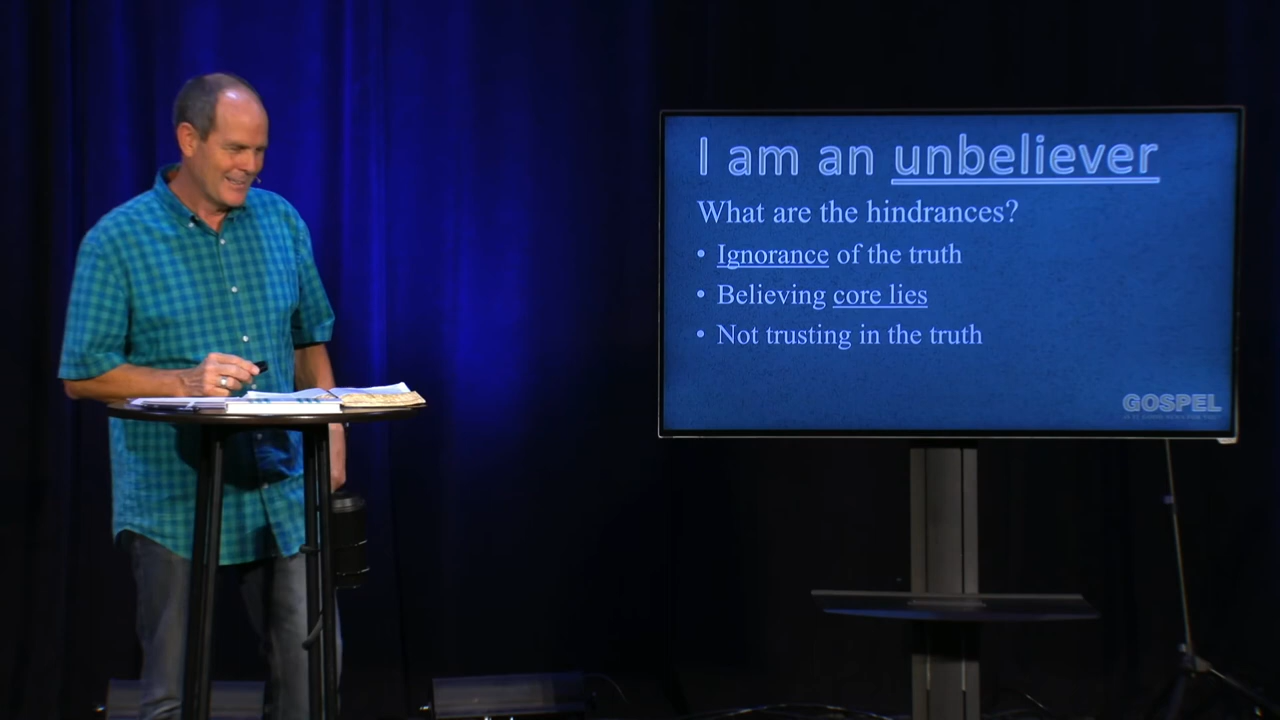 I am an unbeliever
What are the hindrances?
• Ignorance of the truth
• Believing core lies
• Not trusting in the truth
GOSPEL